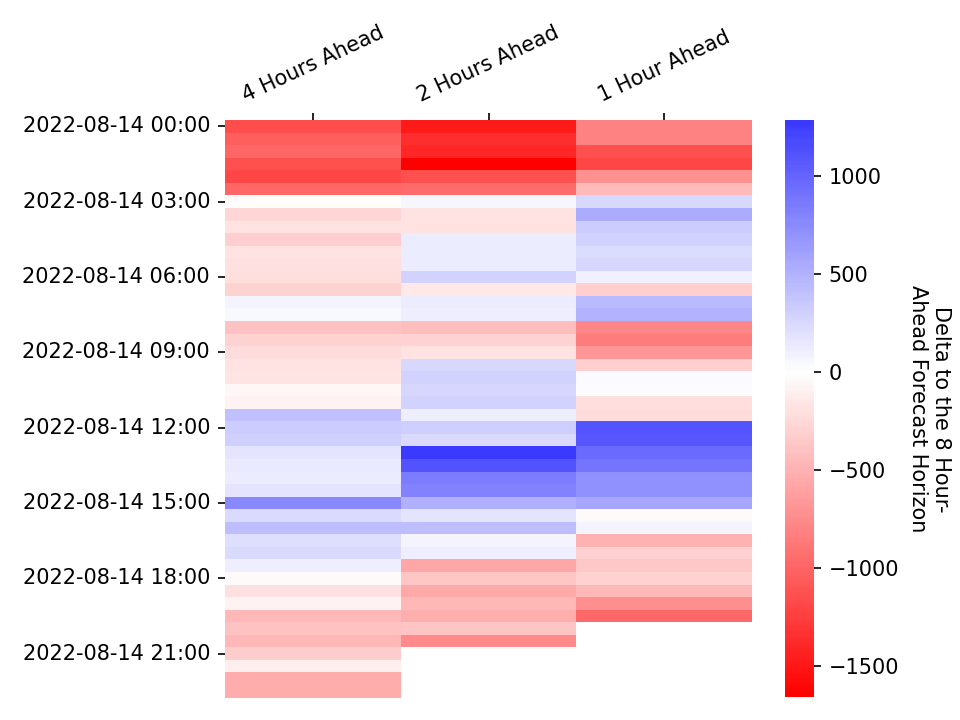 4 Hours Ahead
2 Hours Ahead
1 Hour Ahead
2022-08-14 00:00
2022-08-14 03:00
2022-08-14 06:00
2022-08-14 09:00
2022-08-14 12:00
2022-08-14 15:00
2022-08-14 18:00
2022-08-14 21:00
1000
500
0
−500
−1000
−1500
Delta to the 8 Hour-
Ahead Forecast Horizon